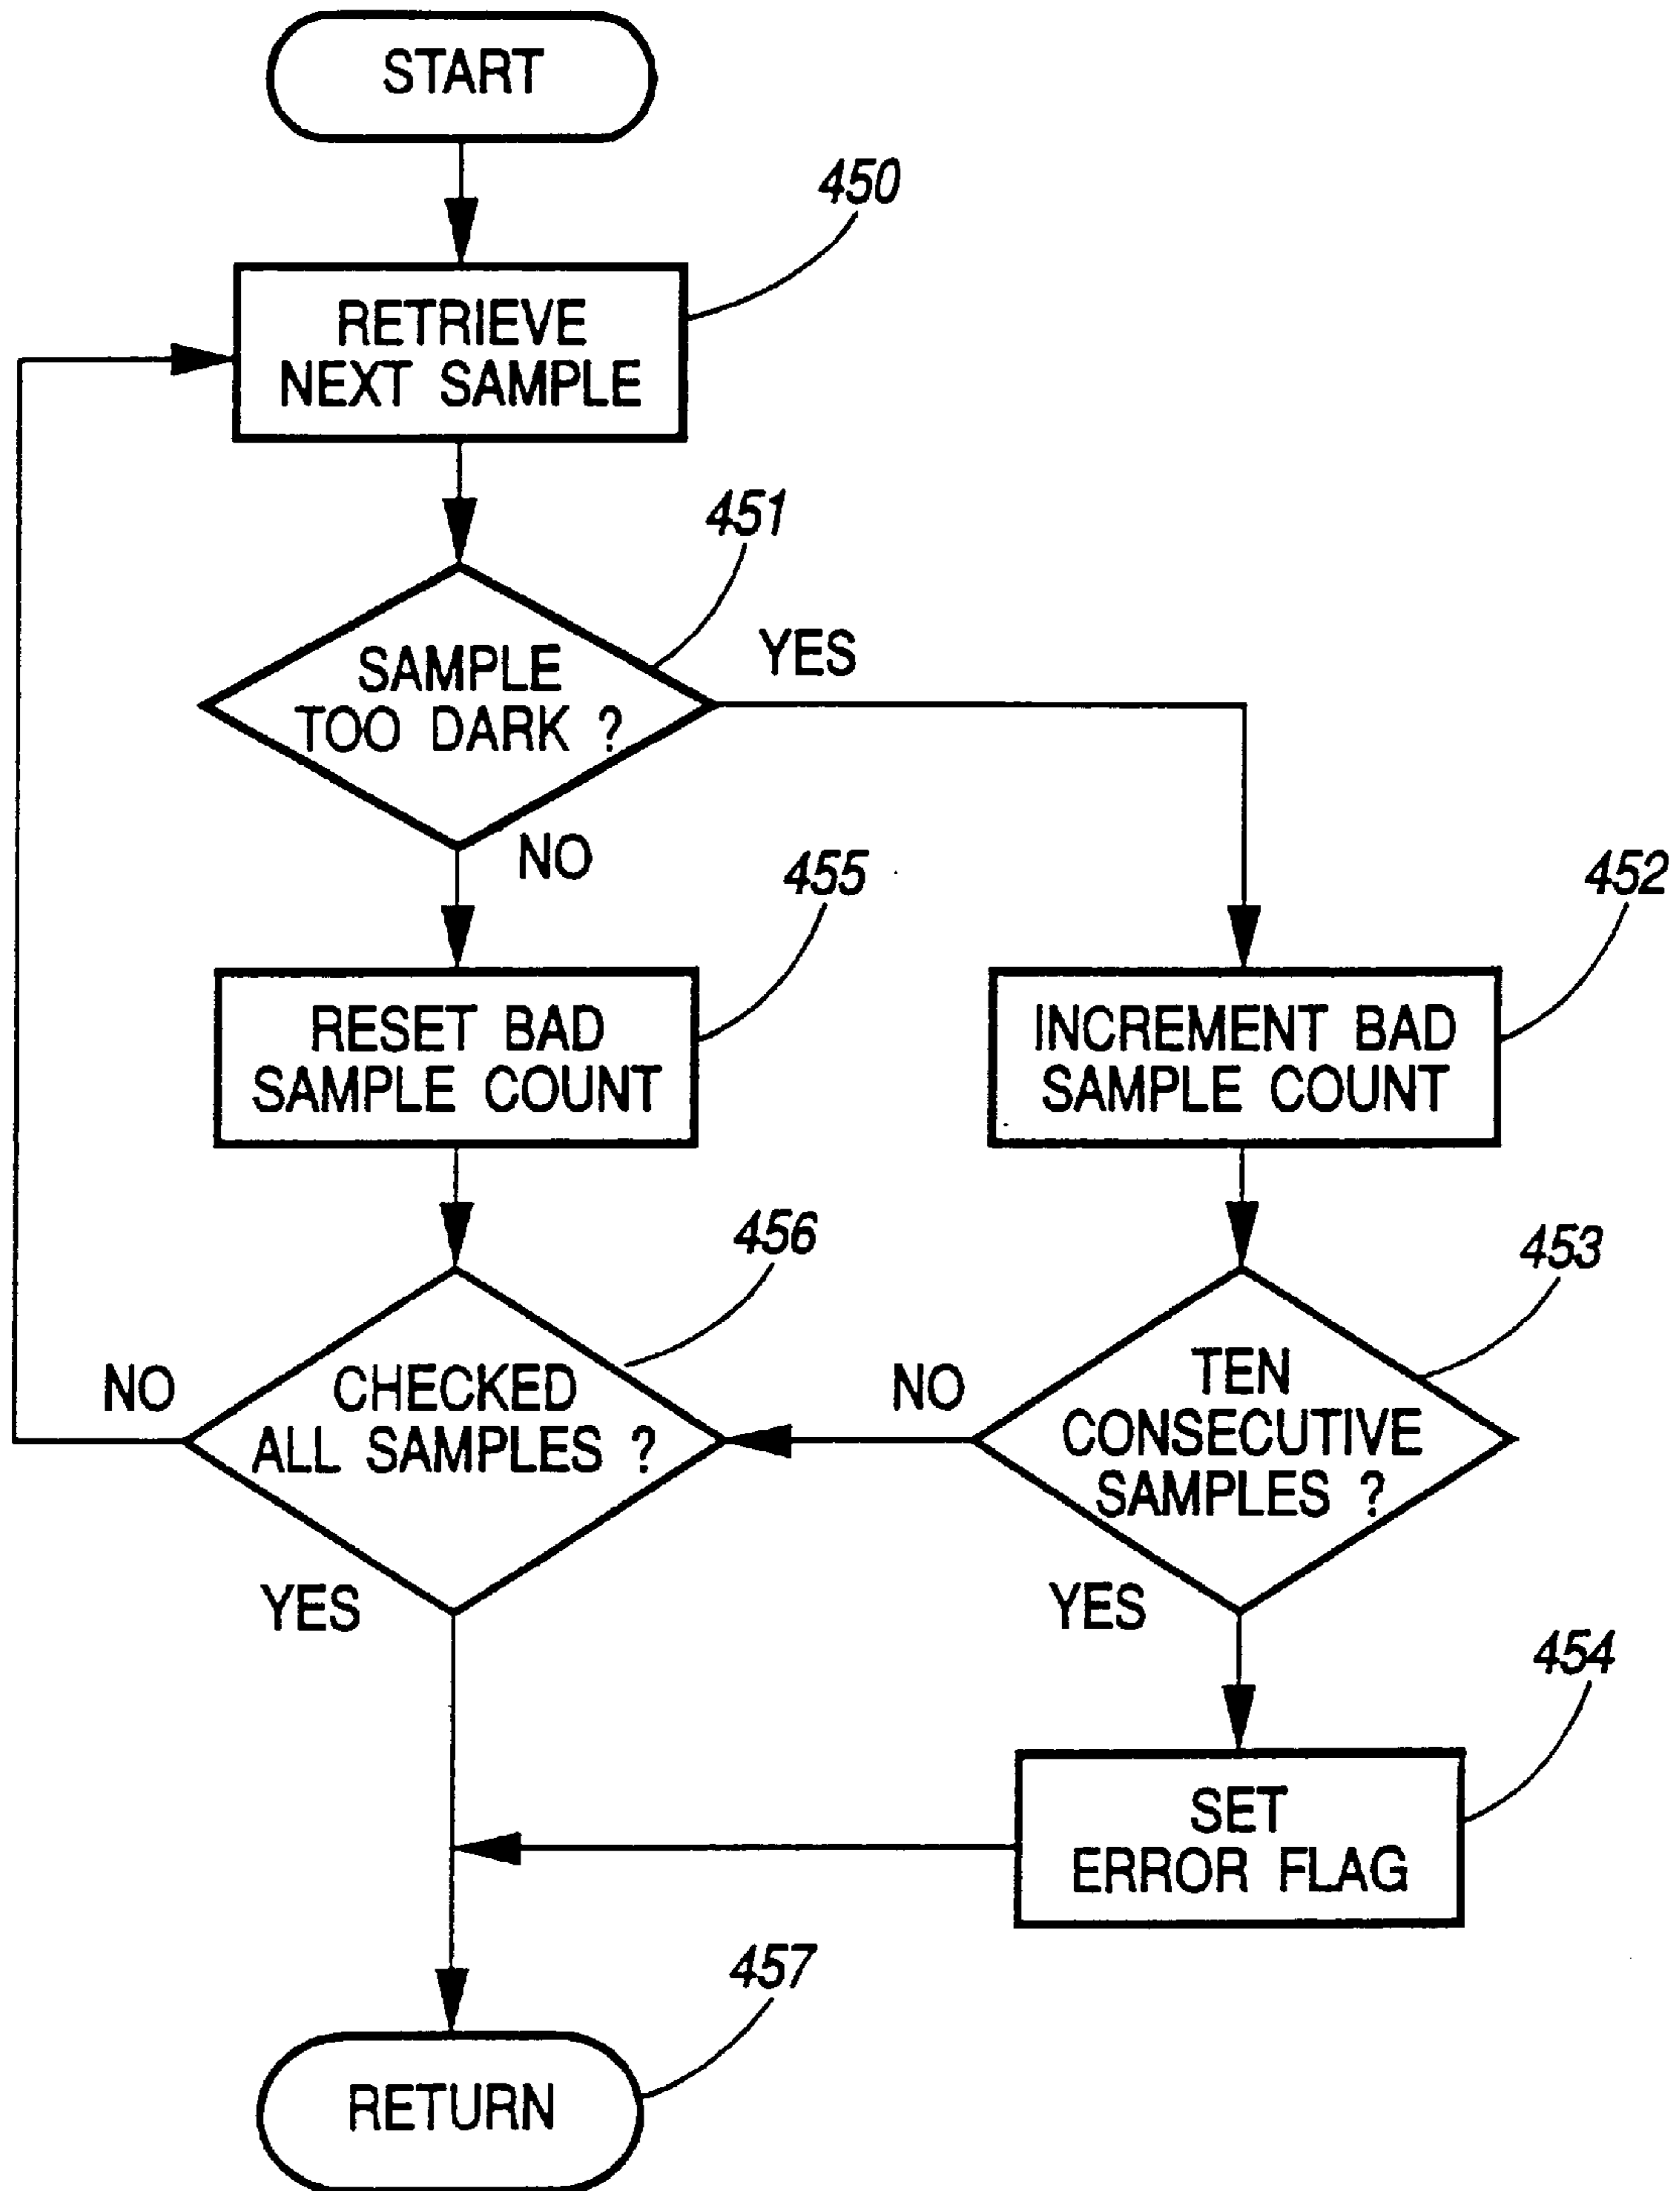 START
450
RETRIEVE
NEXT SAMPLE
451
SAMPLE
TOO DARK ?
YES
NO
455
452
RESET BAD
SAMPLE COUNT
INCREMENT BAD
SAMPLE COUNT
456
453
NO
CHECKED
ALL SAMPLES ?
NO
TEN
CONSECUTIVE
SAMPLES ?
YES
YES
454
SET
ERROR FLAG
457
RETURN